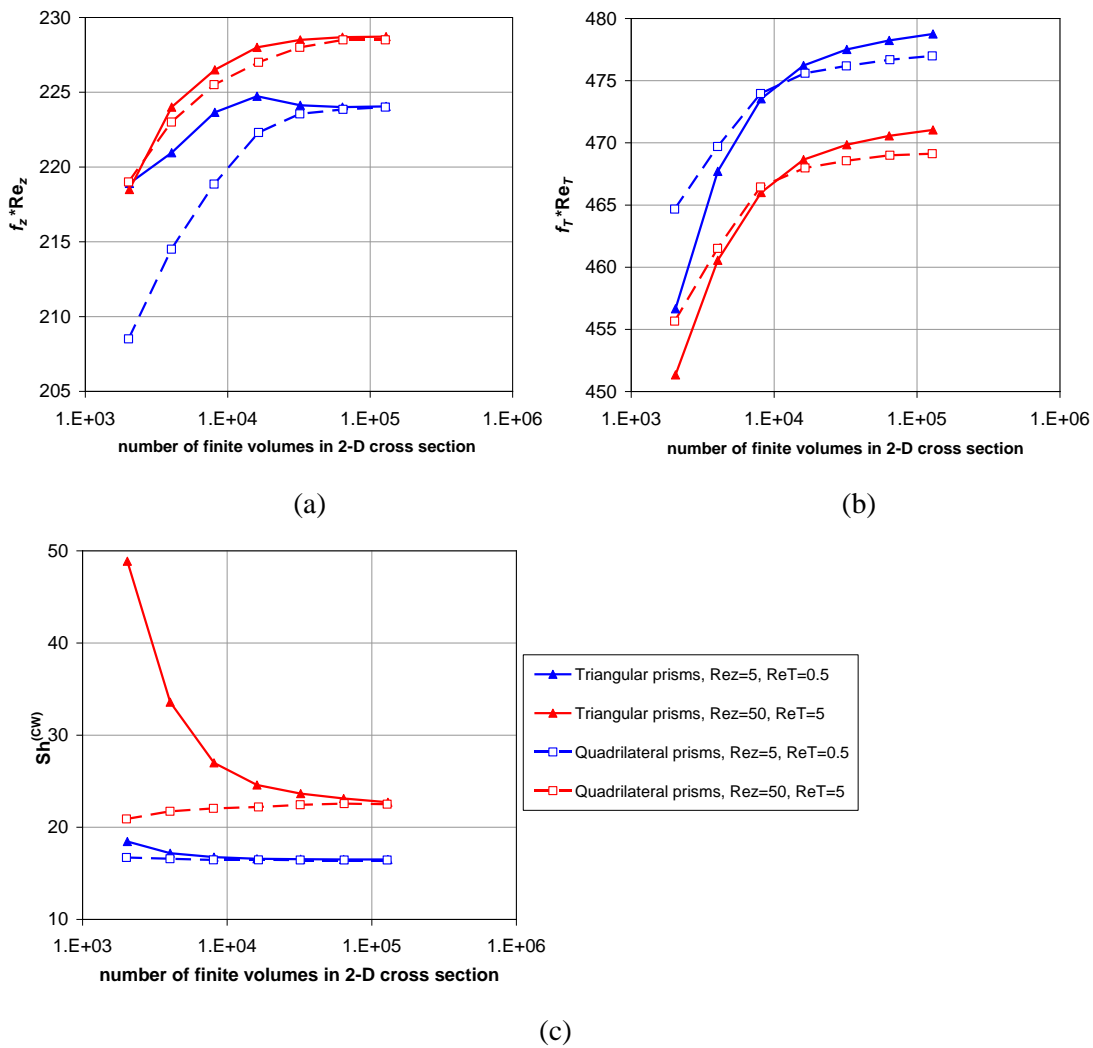 230
225
220
215
210
205
f_z *Re_z
1.E+03 1.E+04 1.E+05 1.E+06
number of finite volumes in 2-D cross section
(a)
480
475
470
465
460
455
450
f_T *Re_T
1.E+03 1.E+04 1.E+05 1.E+06
number of finite volumes in 2-D cross section
(b)
50
40
30
20
10
Sh^(CW)
1.E+03 1.E+04 1.E+05 1.E+06
number of finite volumes in 2-D cross section
Triangular prisms, Rez=5, ReT=0.5
Triangular prisms, Rez=50, ReT=5
Quadrilateral prisms, Rez=5, ReT=0.5
Quadrilateral prisms, Rez=50, ReT=5
(c)